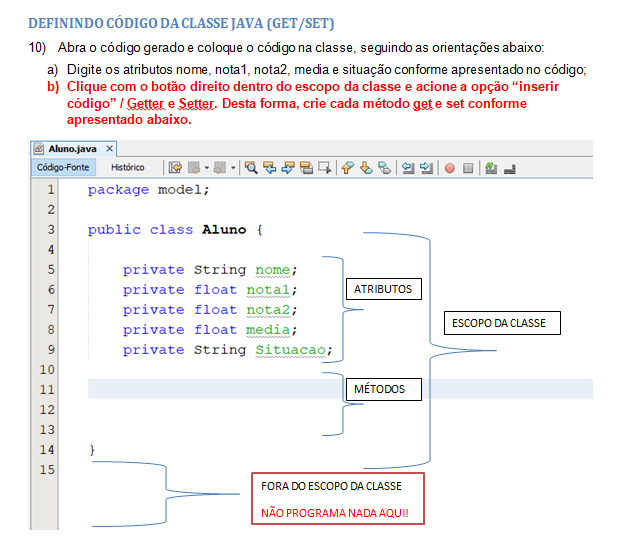 DEFININDO CÓDIGO DA CLASSE JAVA (GET/SET)
10) Abra o código gerado e coloque o código na classe, seguindo as orientações abaixo:
a) Digite os atributos nome, nota1, nota2, media e situação conforme apresentado no código;
b) Clique com o botão direito dentro do escopo da classe e acione a opção “inserir
código” / Getter e Setter. Desta forma, crie cada método get e set conforme
apresentado abaixo.
Aluno.java
Código-Fonte Histórico
1 package model;
2
3 public class Aluno {
4
5 private String nome;
6 private float nota1;
ATRIBUTOS
7 private float nota2;
8 private float media;
ESCOPO DA CLASSE
9 private String Situacao;
10
11
MÉTODOS
12
13
14 }
15
FORA DO ESCOPO DA CLASSE
NÃO PROGRAMA NADA AQUI!